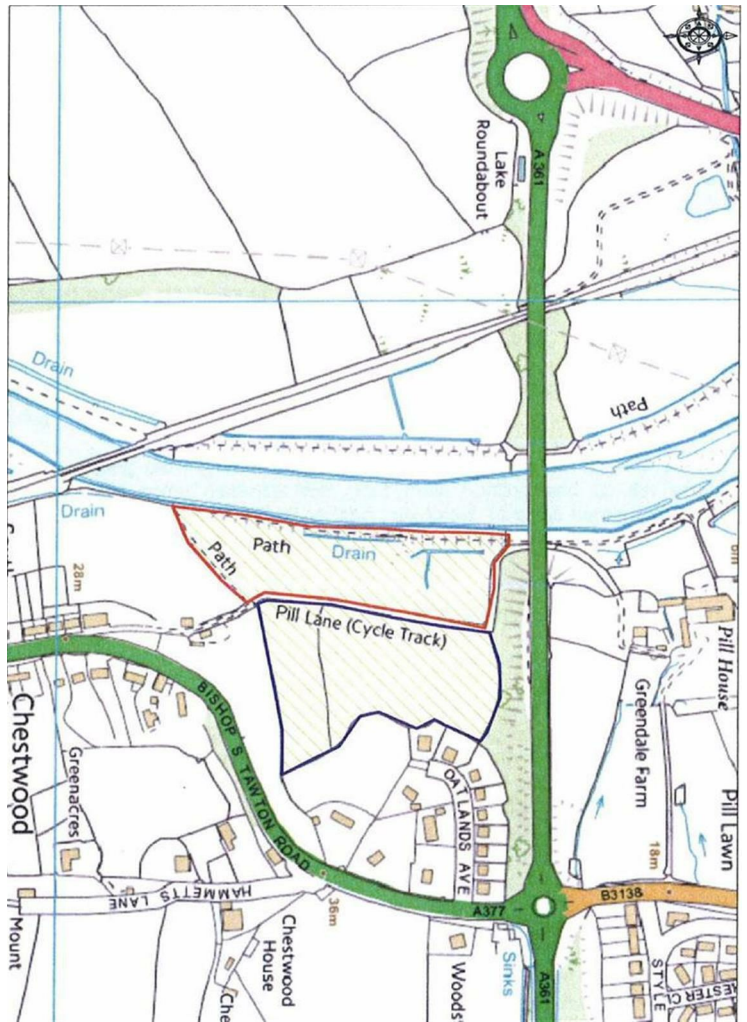 A 361
Lake
Roundabout
Path
Drain
Drain
Path
Drain
Path
Pill Lane (Cycle Track)
28m
Pill House
Greendale Farm
Pill Lawn
18m
BISHOP'S TAWTON ROAD
OATLANDS AVE
Chestwood
Greenacres
HAMMETTS LANE
36m
A377
B3138
A361
Sinks
STYLE
Chestwood
House
Mount